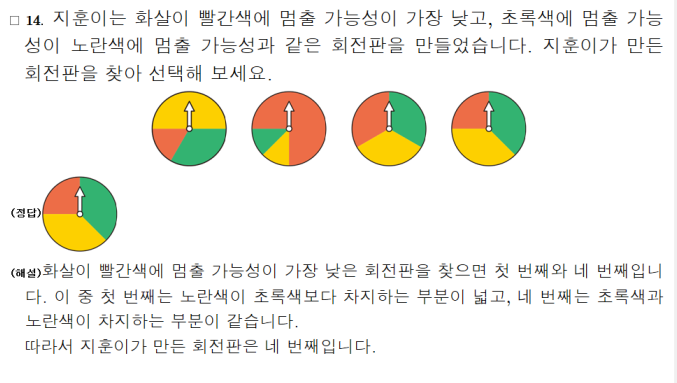 □ 14. 지훈이는 화살이 빨간색에 멈출 가능성이 가장 낮고, 초록색에 멈출 가능
성이 노란색에 멈출 가능성과 같은 회전판을 만들었습니다. 지훈이가 만든
회전판을 찾아 선택해 보세요.
(정답)
(해설)화살이 빨간색에 멈출 가능성이 가장 낮은 회전판을 찾으면 첫 번째와 네 번째입니
다. 이 중 첫 번째는 노란색이 초록색보다 차지하는 부분이 넓고, 네 번째는 초록색과
노란색이 차지하는 부분이 같습니다.
따라서 지훈이가 만든 회전판은 네 번째입니다.